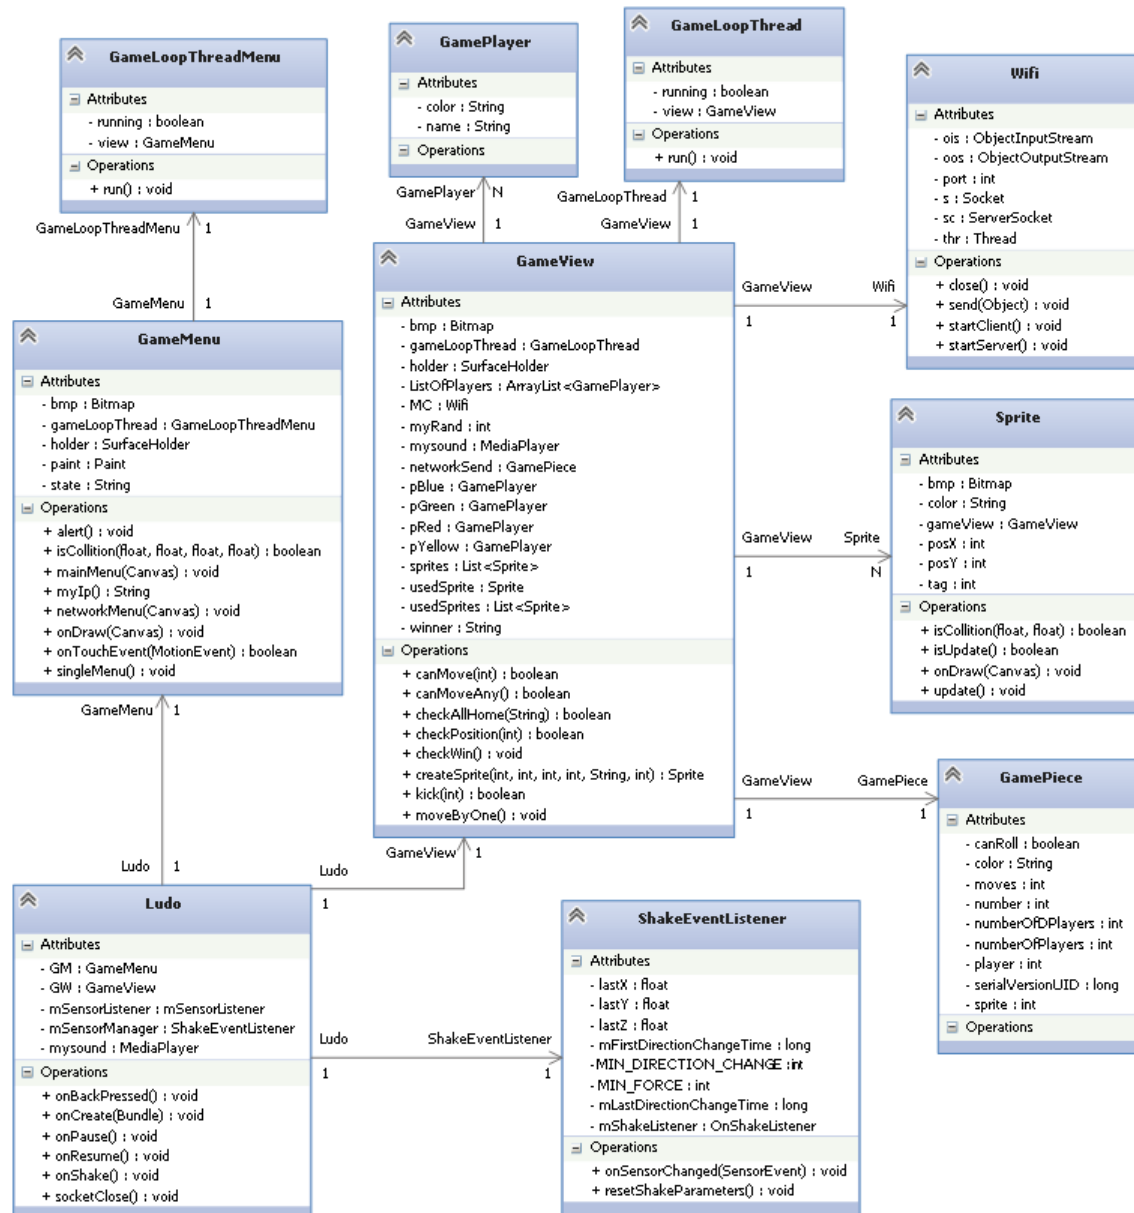 GameLoopThreadMenu
Attributes
- running : boolean
- view : GameMenu
Operations
+ run() : void
GamePlayer
Attributes
- color : String
- name : String
Operations
GameLoopThread
Attributes
- running : boolean
- view : GameView
Operations
+ run() : void
Wifi
Attributes
- ois : ObjectInputStream
- oos : ObjectOutputStream
- port : int
- s : Socket
- sc : ServerSocket
- thr : Thread
Operations
+ close() : void
+ send(Object) : void
+ startClient() : void
+ startServer() : void
GameLoopThreadMenu 1
GameMenu 1
GamePlayer N
GameView 1
GameLoopThread 1
GameView 1
GameMenu
Attributes
- bmp : Bitmap
- gameLoopThread : GameLoopThreadMenu
- holder : SurfaceHolder
- paint : Paint
- state : String
Operations
+ alert() : void
+ isCollition(float, float, float, float) : boolean
+ mainMenu(Canvas) : void
+ myIp() : String
+ networkMenu(Canvas) : void
+ onDraw(Canvas) : void
+ onTouchEvent(MotionEvent) : boolean
+ singleMenu() : void
GameView
Attributes
- bmp : Bitmap
- gameLoopThread : GameLoopThread
- holder : SurfaceHolder
- ListOfPlayers : ArrayList<GamePlayer>
- MC : Wifi
- myRand : int
- mysound : MediaPlayer
- networkSend : GamePiece
- pBlue : GamePlayer
- pGreen : GamePlayer
- pRed : GamePlayer
- pYellow : GamePlayer
- sprites : List<Sprite>
- usedSprite : Sprite
- usedSprites : List<Sprite>
- winner : String
Operations
+ canMove(int) : boolean
+ canMoveAny() : boolean
+ checkAllHome(String) : boolean
+ checkPosition(int) : boolean
+ checkWin() : void
+ createSprite(int, int, int, int, String, int) : Sprite
+ kick(int) : boolean
+ moveByOne() : void
GameView Wifi
1 1
GameView Sprite
1 N
Sprite
Attributes
- bmp : Bitmap
- color : String
- gameView : GameView
- posX : int
- posY : int
- tag : int
Operations
+ isCollition(float, float) : boolean
+ isUpdate() : boolean
+ onDraw(Canvas) : void
+ update() : void
GameView GamePiece
1 1
GamePiece
Attributes
- canRoll : boolean
- color : String
- moves : int
- number : int
- numberOfDPlayers : int
- numberOfPlayers : int
- player : int
- serialVersionUID : long
- sprite : int
Operations
GameMenu 1
Ludo 1
GameView 1
Ludo
1
Ludo
Attributes
- GM : GameMenu
- GW : GameView
- mSensorListener : mSensorListener
- mSensorManager : ShakeEventListener
- mysound : MediaPlayer
Operations
+ onBackPressed() : void
+ onCreate(Bundle) : void
+ onPause() : void
+ onResume() : void
+ onShake() : void
+ socketClose() : void
Ludo ShakeEventListener
1 1
ShakeEventListener
Attributes
- lastX : float
- lastY : float
- lastZ : float
- mFirstDirectionChangeTime : long
- MIN_DIRECTION_CHANGE :int
- MIN_FORCE : int
- mLastDirectionChangeTime : long
- mShakeListener : OnShakeListener
Operations
+ onSensorChanged(SensorEvent) : void
+ resetShakeParameters() : void